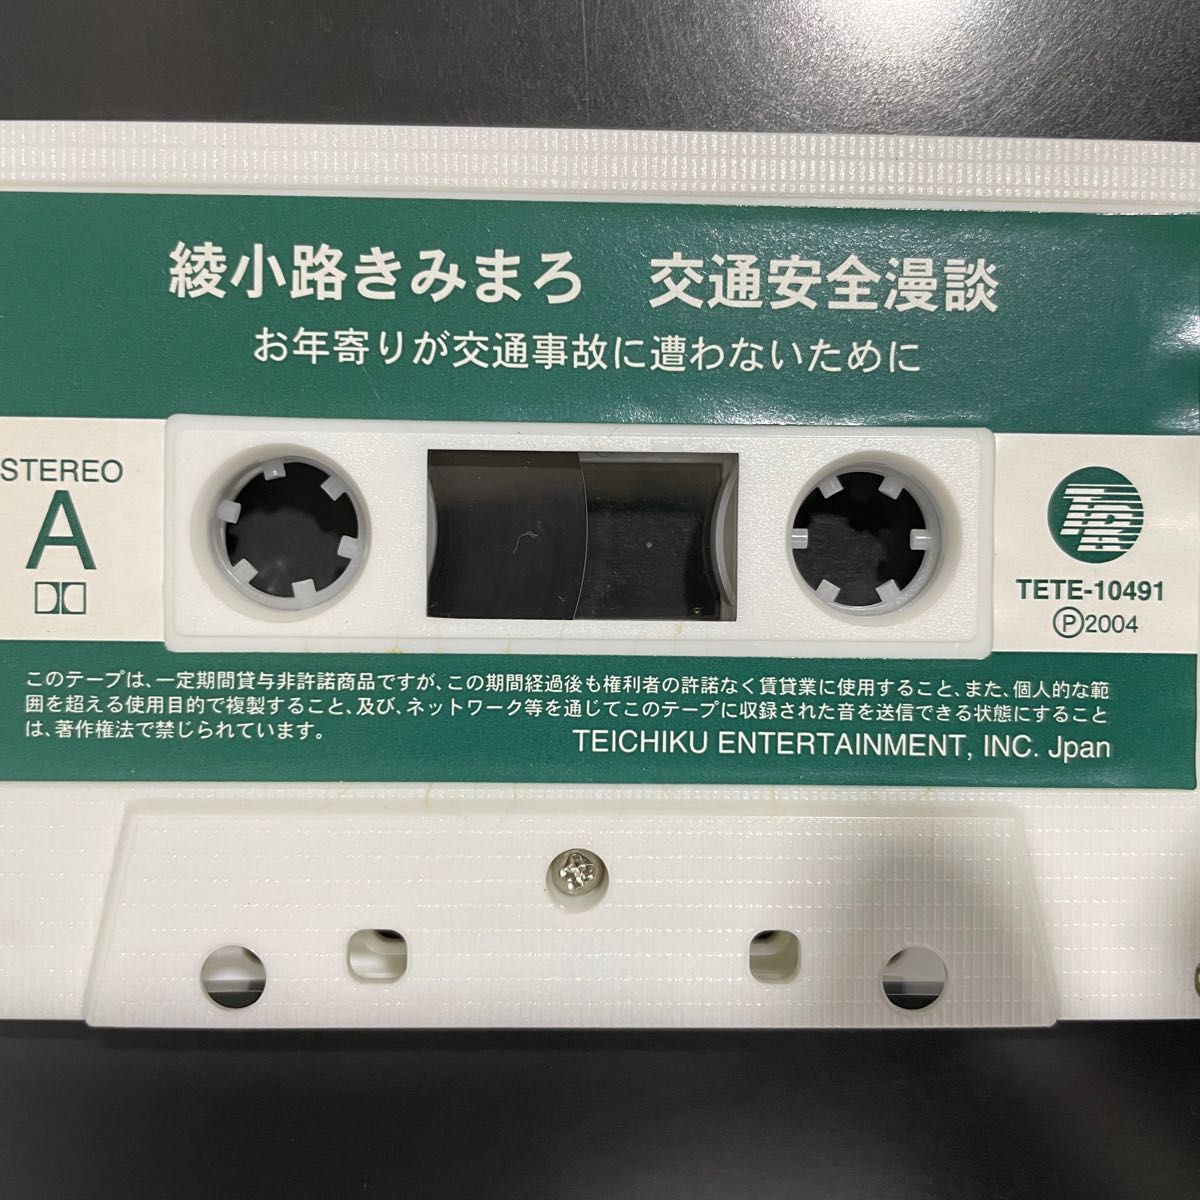 綾小路きみまろ　交通安全漫談
お年寄りが交通事故に遭わないために
STEREO
A
TETE-10491
Ⓟ2004
このテープは、一定期間貸与非許諾商品ですが、この期間経過後も権利者の許諾なく賃貸業に使用すること、また、個人的な範
囲を超える使用目的で複製すること、及び、ネットワーク等を通じてこのテープに収録された音を送信できる状態にすること
は、著作権法で禁じられています。
TEICHIKU ENTERTAINMENT, INC. Jpan